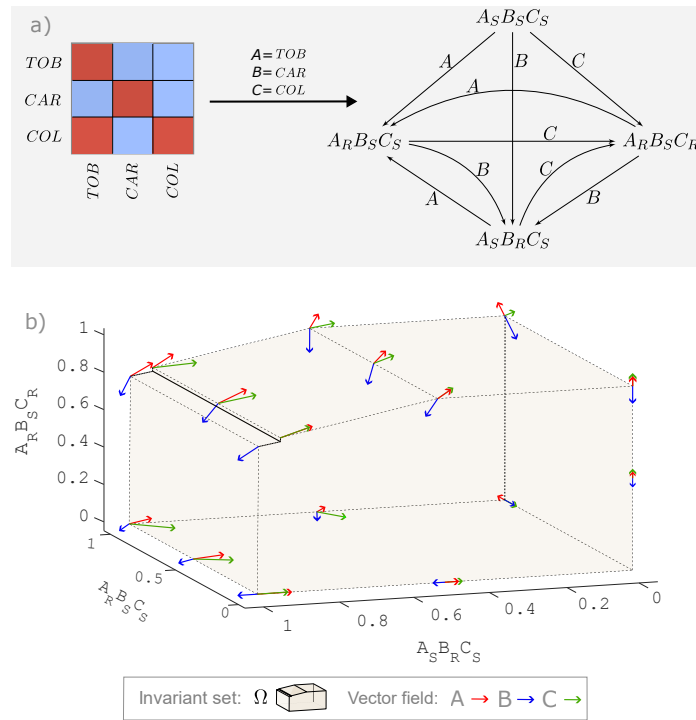 a)
TOB
CAR
COL
TOB
CAR
COL
A=TOB
B=CAR
C=COL
A_S B_S C_S
A
B
C
A
A_R B_S C_S
C
A_R B_S C_R
B
C
A
B
A_S B_R C_S
b)
1
0.8
0.6
0.4
0.2
0
A_R B_S C_R
1
0.5
0
A_R B_S C_S
1
0.8
0.6
0.4
0.2
0
A_S B_R C_S
Invariant set: Ω Vector field: A B C